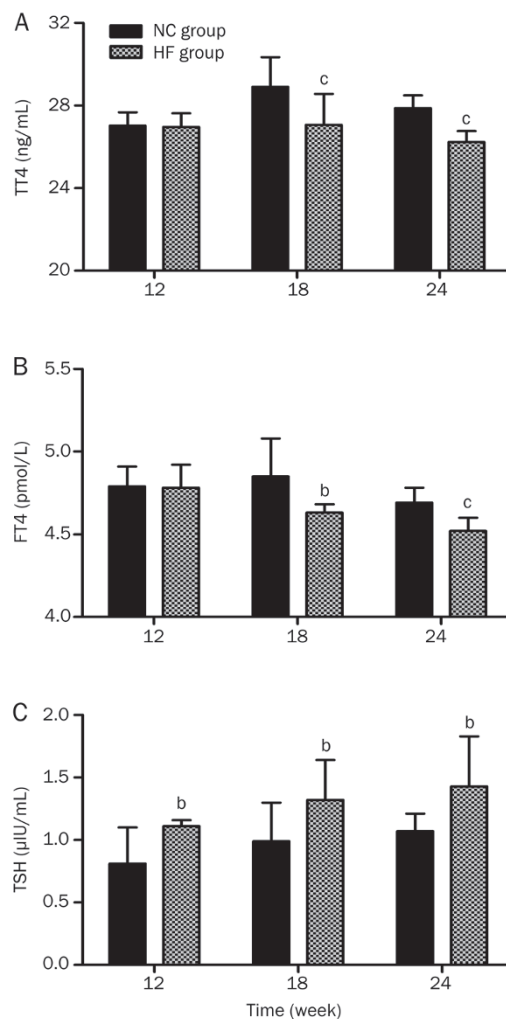 A
NC group
HF group
TT4 (ng/mL)
32
28
24
20
c
c
12
18
24
B
FT4 (pmol/L)
5.5
5.0
4.5
4.0
b
c
12
18
24
C
TSH (µIU/mL)
2.0
1.5
1.0
0.5
0.0
b
b
b
12
18
24
Time (week)